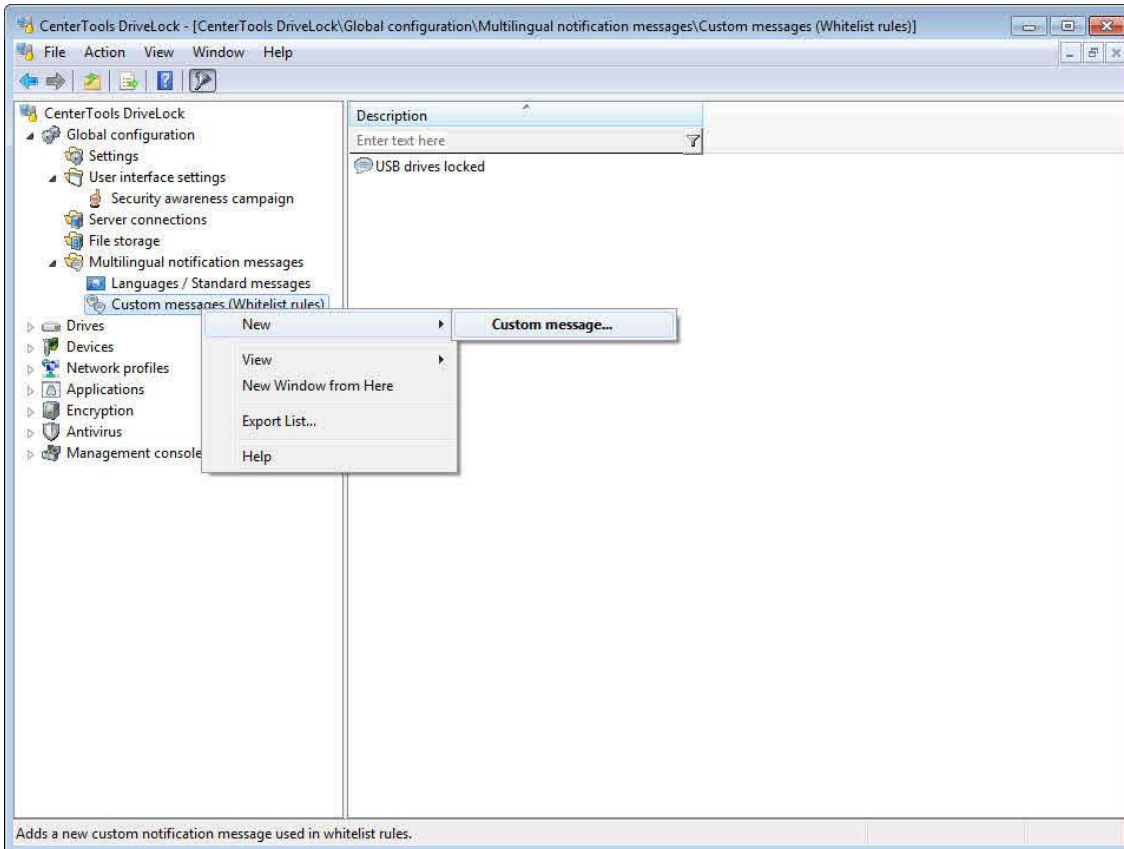 CenterTools DriveLock - [CenterTools DriveLock\Global configuration\Multilingual notification messages\Custom messages (Whitelist rules)]
File Action View Window Help
CenterTools DriveLock
Global configuration
Settings
User interface settings
Security awareness campaign
Server connections
File storage
Multilingual notification messages
Languages / Standard messages
Custom messages (Whitelist rules)
Drives
Devices
Network profiles
Applications
Encryption
Antivirus
Management console
New
View
New Window from Here
Export List...
Help
Custom message...
Description
Enter text here
USB drives locked
Adds a new custom notification message used in whitelist rules.